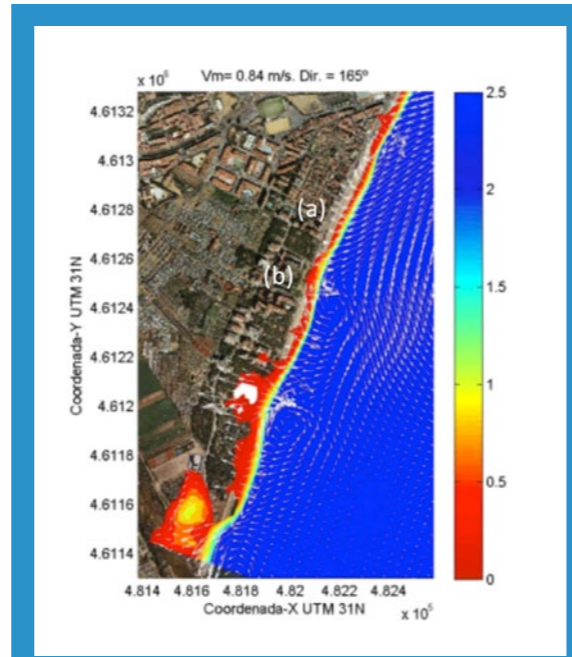 x 10⁶
Vm= 0.84 m/s. Dir. = 165º
4.6132
4.613
4.6128
4.6126
4.6124
4.6122
4.612
4.6118
4.6116
4.6114
Coordenada-Y UTM 31N
(a)
(b)
2.5
2
1.5
1
0.5
0
4.814 4.816 4.818 4.82 4.822 4.824
Coordenada-X UTM 31N
x 10⁵